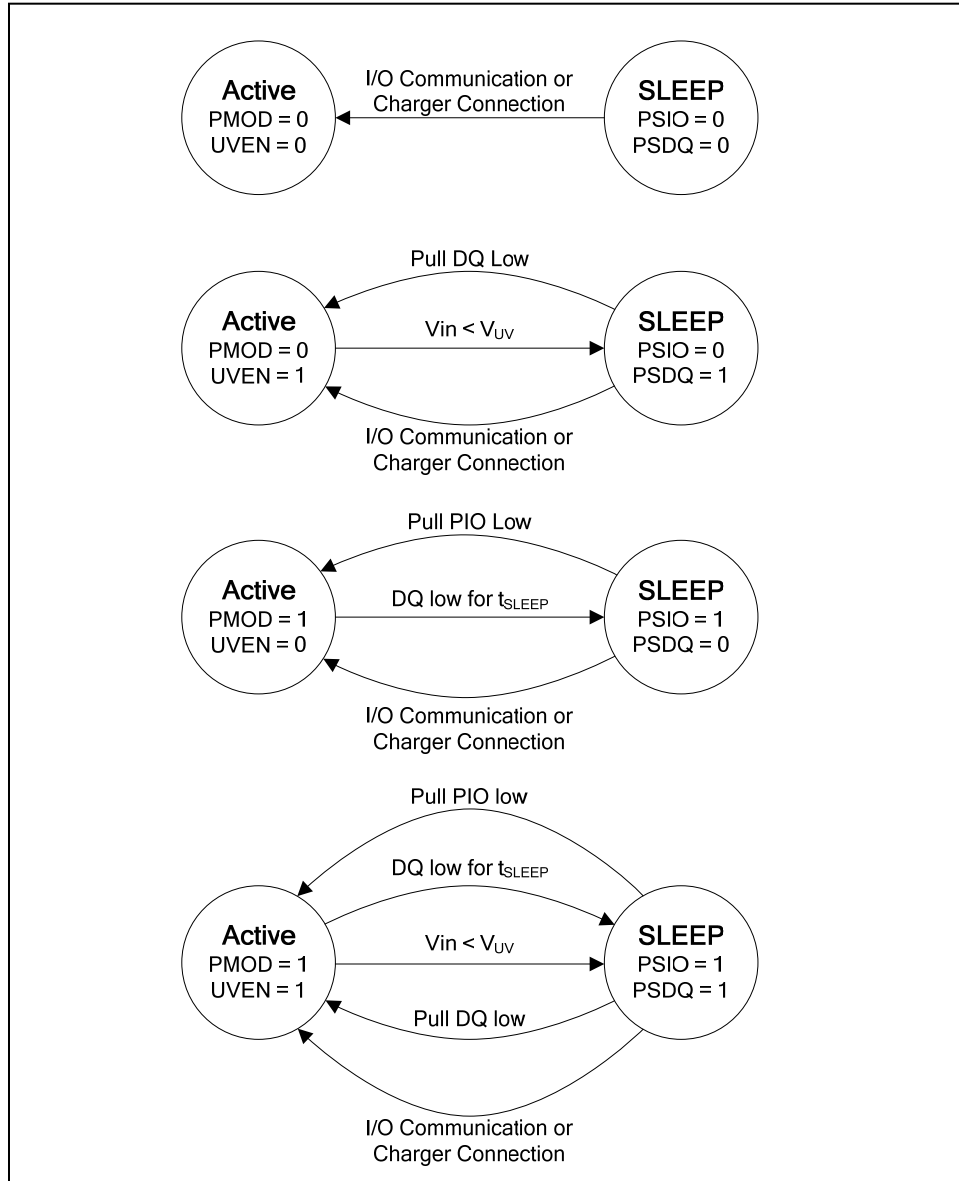 Active
PMOD = 0
UVEN = 0
I/O Communication or
Charger Connection
SLEEP
PSIO = 0
PSDQ = 0
Pull DQ Low
Active
PMOD = 0
UVEN = 1
Vin < V_UV
SLEEP
PSIO = 0
PSDQ = 1
I/O Communication or
Charger Connection
Pull PIO Low
Active
PMOD = 1
UVEN = 0
DQ low for t_SLEEP
SLEEP
PSIO = 1
PSDQ = 0
I/O Communication or
Charger Connection
Pull PIO low
DQ low for t_SLEEP
Active
PMOD = 1
UVEN = 1
Vin < V_UV
SLEEP
PSIO = 1
PSDQ = 1
Pull DQ low
I/O Communication or
Charger Connection